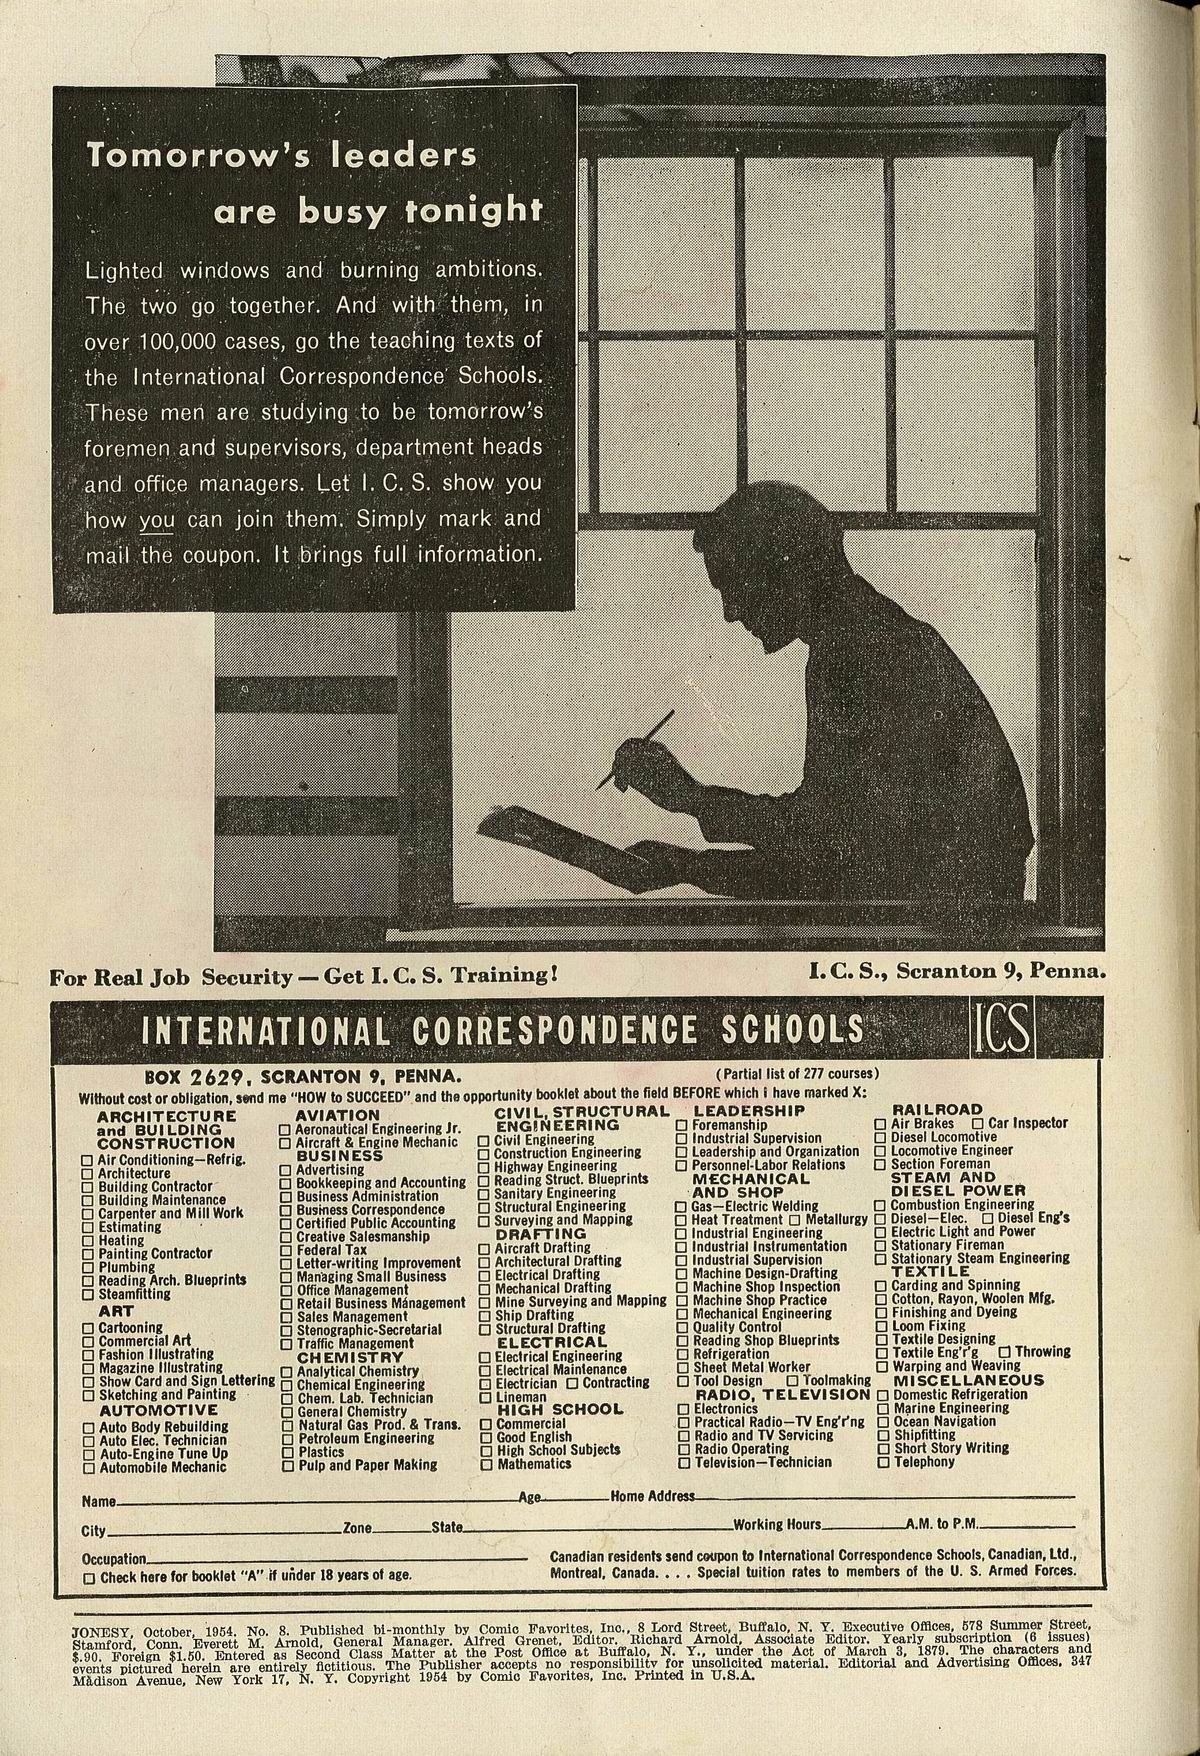 Tomorrow's leaders
are busy tonight
Lighted windows and burning ambitions.
The two go together. And with them, in
over 100,000 cases, go the teaching texts of
the International Correspondence Schools.
These men are studying to be tomorrow's
foremen and supervisors, department heads
and office managers. Let I. C. S. show you
how you can join them. Simply mark and
mail the coupon. It brings full information.
For Real Job Security — Get I. C. S. Training!
I. C. S., Scranton 9, Penna.
INTERNATIONAL CORRESPONDENCE SCHOOLS
ICS
BOX 2629, SCRANTON 9, PENNA.
(Partial list of 277 courses)
Without cost or obligation, send me "HOW to SUCCEED" and the opportunity booklet about the field BEFORE which I have marked X:
ARCHITECTURE
and BUILDING
CONSTRUCTION
☐ Air Conditioning—Refrig.
☐ Architecture
☐ Building Contractor
☐ Building Maintenance
☐ Carpenter and Mill Work
☐ Estimating
☐ Heating
☐ Painting Contractor
☐ Plumbing
☐ Reading Arch. Blueprints
☐ Steamfitting
ART
☐ Cartooning
☐ Commercial Art
☐ Fashion Illustrating
☐ Magazine Illustrating
☐ Show Card and Sign Lettering
☐ Sketching and Painting
AUTOMOTIVE
☐ Auto Body Rebuilding
☐ Auto Elec. Technician
☐ Auto-Engine Tune Up
☐ Automobile Mechanic
AVIATION
☐ Aeronautical Engineering Jr.
☐ Aircraft & Engine Mechanic
BUSINESS
☐ Advertising
☐ Bookkeeping and Accounting
☐ Business Administration
☐ Business Correspondence
☐ Certified Public Accounting
☐ Creative Salesmanship
☐ Federal Tax
☐ Letter-writing Improvement
☐ Managing Small Business
☐ Office Management
☐ Retail Business Management
☐ Sales Management
☐ Stenographic-Secretarial
☐ Traffic Management
CHEMISTRY
☐ Analytical Chemistry
☐ Chemical Engineering
☐ Chem. Lab. Technician
☐ General Chemistry
☐ Natural Gas Prod. & Trans.
☐ Petroleum Engineering
☐ Plastics
☐ Pulp and Paper Making
CIVIL, STRUCTURAL
ENGINEERING
☐ Civil Engineering
☐ Construction Engineering
☐ Highway Engineering
☐ Reading Struct. Blueprints
☐ Sanitary Engineering
☐ Structural Engineering
☐ Surveying and Mapping
DRAFTING
☐ Aircraft Drafting
☐ Architectural Drafting
☐ Electrical Drafting
☐ Mechanical Drafting
☐ Mine Surveying and Mapping
☐ Ship Drafting
☐ Structural Drafting
ELECTRICAL
☐ Electrical Engineering
☐ Electrical Maintenance
☐ Electrician ☐ Contracting
☐ Lineman
HIGH SCHOOL
☐ Commercial
☐ Good English
☐ High School Subjects
☐ Mathematics
LEADERSHIP
☐ Foremanship
☐ Industrial Supervision
☐ Leadership and Organization
☐ Personnel-Labor Relations
MECHANICAL
AND SHOP
☐ Gas—Electric Welding
☐ Heat Treatment ☐ Metallurgy
☐ Industrial Engineering
☐ Industrial Instrumentation
☐ Industrial Supervision
☐ Machine Design-Drafting
☐ Machine Shop Inspection
☐ Machine Shop Practice
☐ Mechanical Engineering
☐ Quality Control
☐ Reading Shop Blueprints
☐ Refrigeration
☐ Sheet Metal Worker
☐ Tool Design ☐ Toolmaking
RADIO, TELEVISION
☐ Electronics
☐ Practical Radio—TV Eng'r'ng
☐ Radio and TV Servicing
☐ Radio Operating
☐ Television—Technician
RAILROAD
☐ Air Brakes ☐ Car Inspector
☐ Diesel Locomotive
☐ Locomotive Engineer
☐ Section Foreman
STEAM AND
DIESEL POWER
☐ Combustion Engineering
☐ Diesel—Elec. ☐ Diesel Eng's
☐ Electric Light and Power
☐ Stationary Fireman
☐ Stationary Steam Engineering
TEXTILE
☐ Carding and Spinning
☐ Cotton, Rayon, Woolen Mfg.
☐ Finishing and Dyeing
☐ Loom Fixing
☐ Textile Designing
☐ Textile Eng'r'g ☐ Throwing
☐ Warping and Weaving
MISCELLANEOUS
☐ Domestic Refrigeration
☐ Marine Engineering
☐ Ocean Navigation
☐ Shipfitting
☐ Short Story Writing
☐ Telephony
Name Age Home Address
City Zone State Working Hours A.M. to P.M.
Occupation
☐ Check here for booklet "A" if under 18 years of age.
Canadian residents send coupon to International Correspondence Schools, Canadian, Ltd.,
Montreal, Canada. . . . Special tuition rates to members of the U. S. Armed Forces.
JONESY, October, 1954. No. 8. Published bi-monthly by Comic Favorites, Inc., 8 Lord Street, Buffalo, N. Y. Executive Offices, 578 Summer Street,
Stamford, Conn. Everett M. Arnold, General Manager. Alfred Grenet, Editor. Richard Arnold, Associate Editor. Yearly subscription (6 issues)
$.90. Foreign $1.50. Entered as Second Class Matter at the Post Office at Buffalo, N. Y., under the Act of March 3, 1879. The characters and
events pictured herein are entirely fictitious. The Publisher accepts no responsibility for unsolicited material. Editorial and Advertising Offices, 347
Madison Avenue, New York 17, N. Y. Copyright 1954 by Comic Favorites, Inc. Printed in U.S.A.